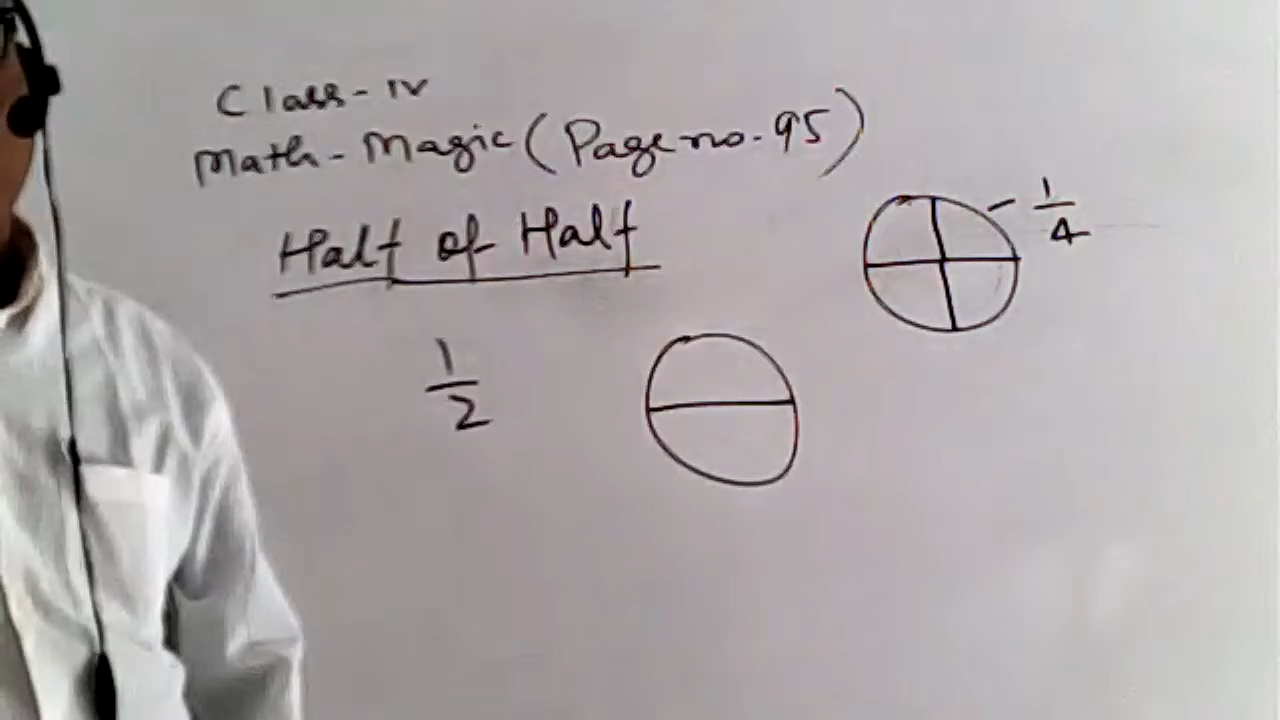 Class-IV
Math-Magic (Page no. 95)
Half of Half
1/4
1/2